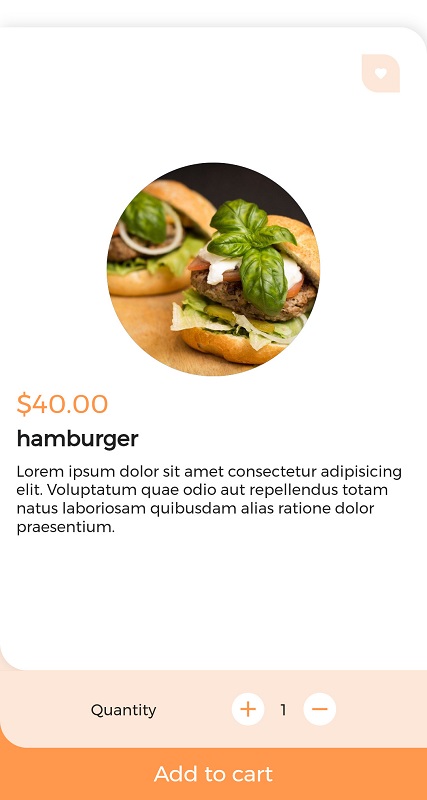 $40.00
hamburger
Lorem ipsum dolor sit amet consectetur adipisicing
elit. Voluptatum quae odio aut repellendus totam
natus laboriosam quibusdam alias ratione dolor
praesentium.
Quantity + 1 −
Add to cart